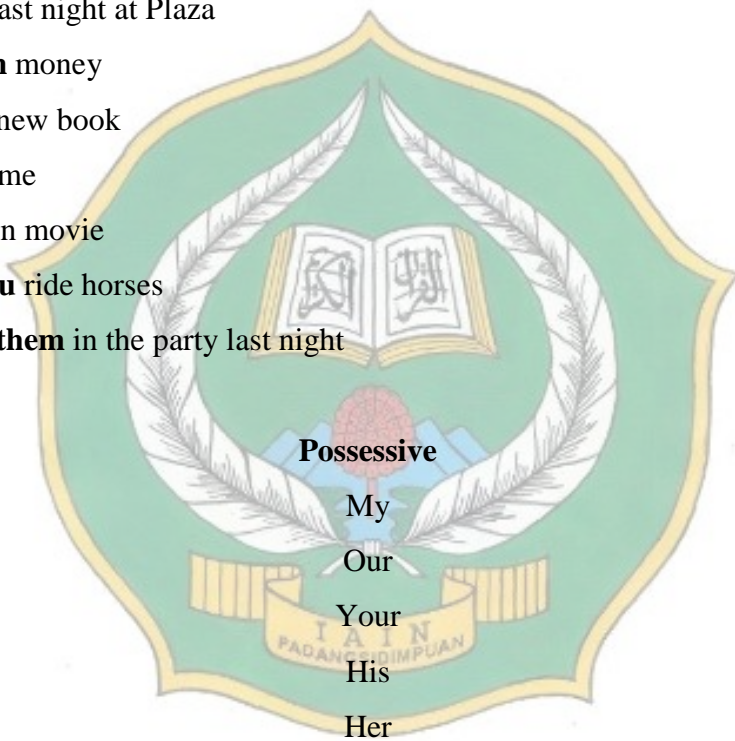 ast night at Plaza
money
new book
me
n movie
u ride horses
them in the party last night
Possessive
My
Our
Your
I A I N
PADANGSIDIMPUAN
His
Her